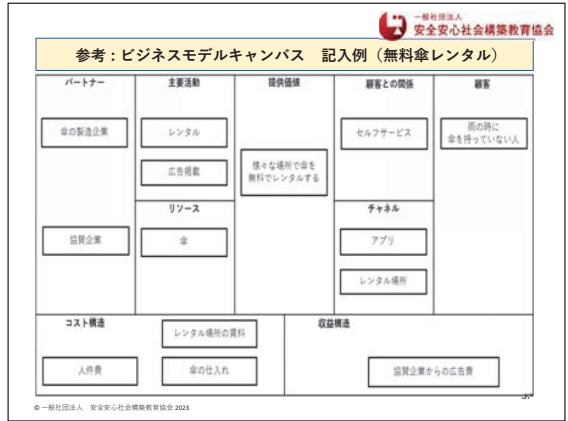 一般社団法人
安全安心社会構築教育協会
参考：ビジネスモデルキャンバス 記入例（無料傘レンタル）
パートナー
傘の製造企業
協賛企業
主要活動
レンタル
広告掲載
リソース
傘
提供価値
様々な場所で傘を
無料でレンタルする
顧客との関係
セルフサービス
チャネル
アプリ
レンタル場所
顧客
雨の時に
傘を持っていない人
コスト構造
レンタル場所の賃料
人件費
傘の仕入れ
収益構造
協賛企業からの広告費
37
© 一般社団法人 安全安心社会構築教育協会 2023